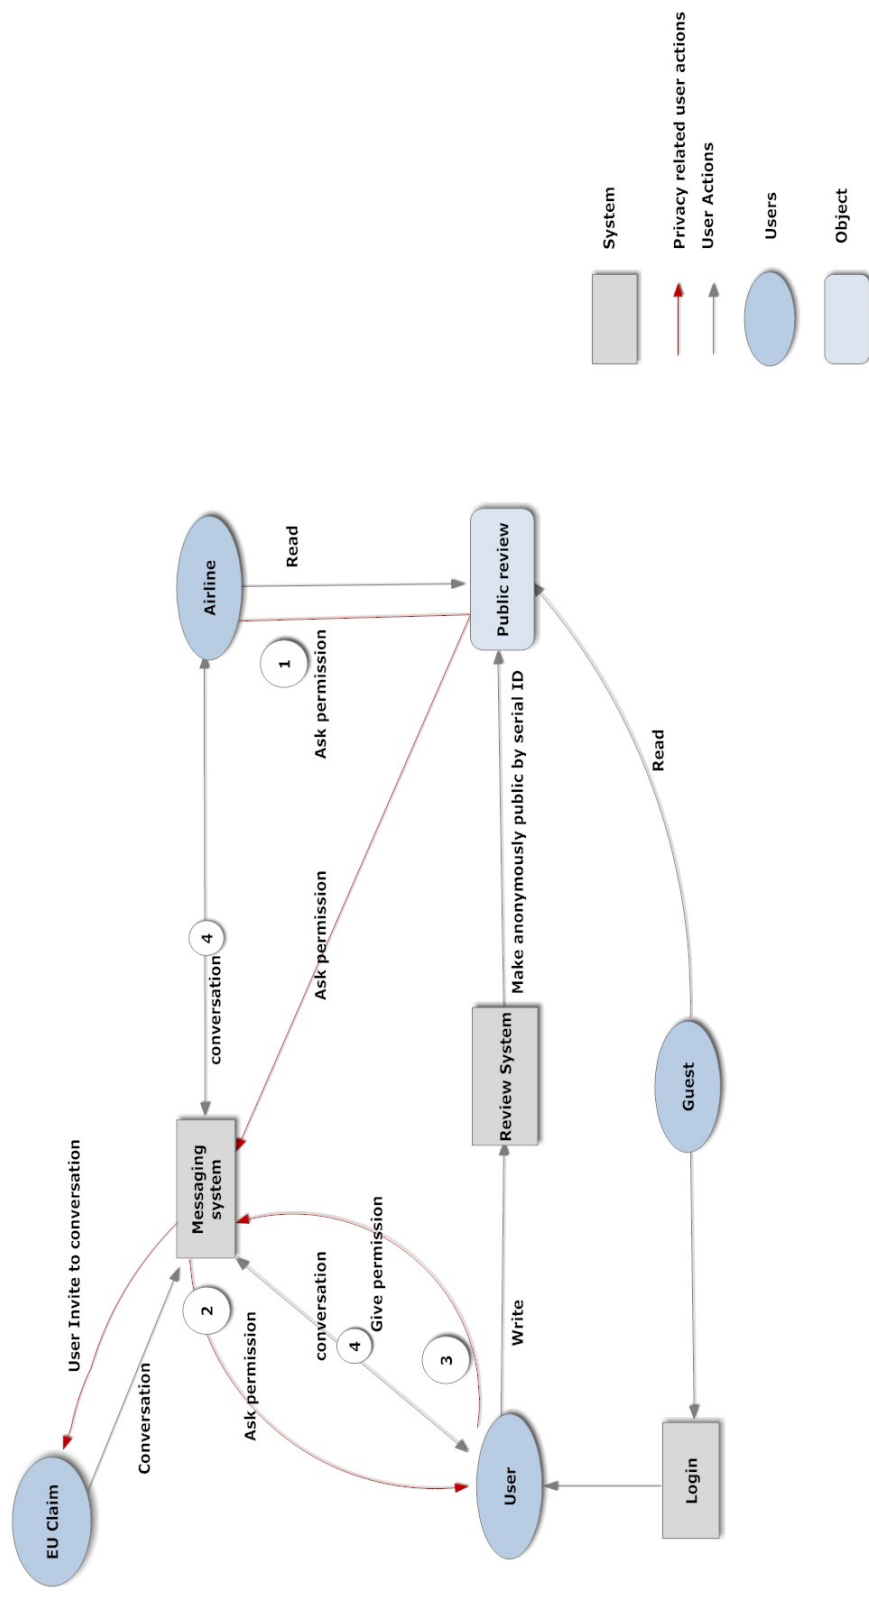 EU Claim
User Invite to conversation
Conversation
Messaging
system
conversation
4
Airline
Read
1
Ask permission
Ask permission
2
Ask permission
conversation
4
Give permission
3
User
Write
Review System
Make anonymously public by serial ID
Public review
Read
Guest
Login
System
Privacy related user actions
User Actions
Users
Object